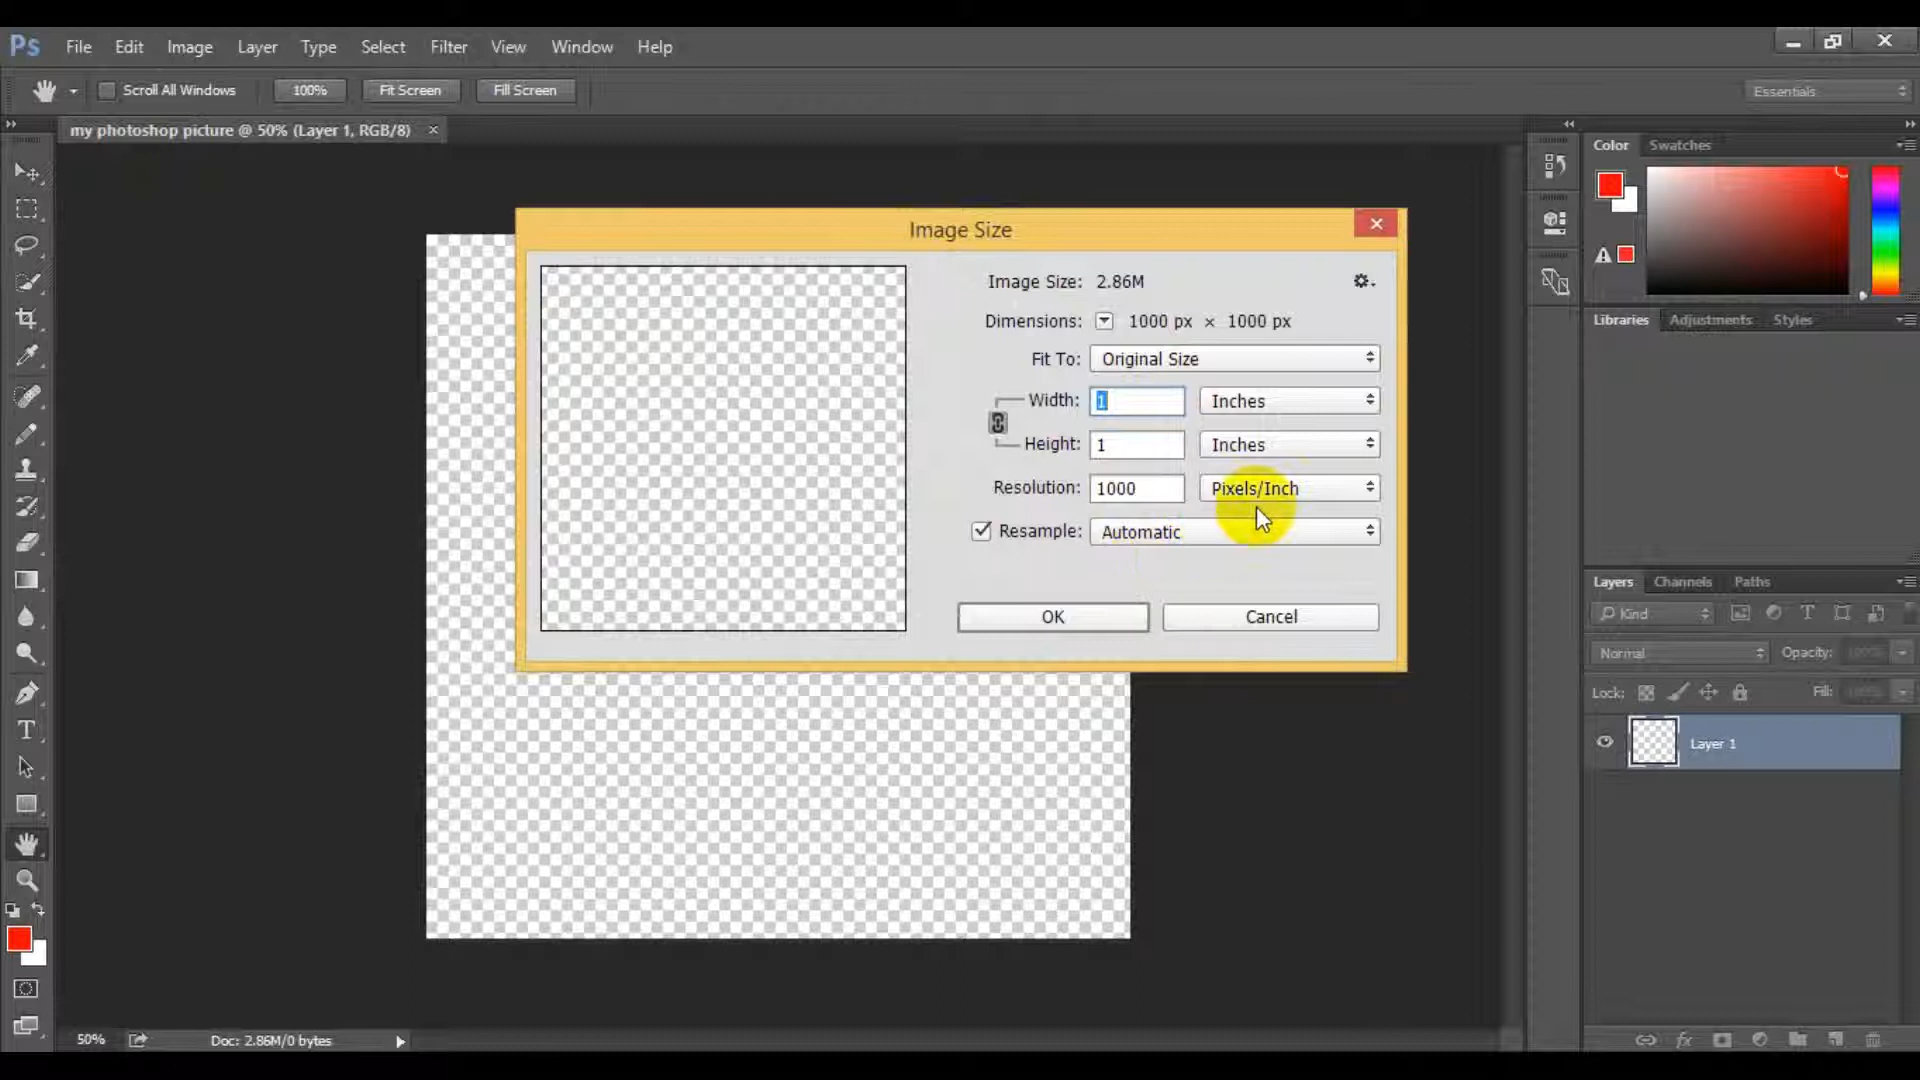 Ps File Edit Image Layer Type Select Filter View Window Help
Scroll All Windows 100% Fit Screen Fill Screen Essentials
my photoshop picture @ 50% (Layer 1, RGB/8) ×
Color Swatches
Image Size
Image Size: 2.86M
Dimensions: 1000 px × 1000 px
Fit To: Original Size
Width: 1 Inches
Height: 1 Inches
Resolution: 1000 Pixels/Inch
Resample: Automatic
OK Cancel
Libraries Adjustments Styles
Layers Channels Paths
Kind
Normal Opacity: 100%
Lock: Fill: 100%
Layer 1
50% Doc: 2.86M/0 bytes